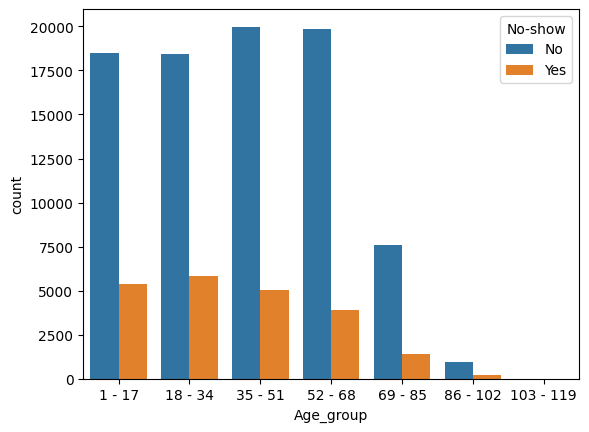 No-show
No
Yes
20000
17500
15000
12500
10000
7500
5000
2500
0
count
1 - 17 18 - 34 35 - 51 52 - 68 69 - 85 86 - 102 103 - 119
Age_group